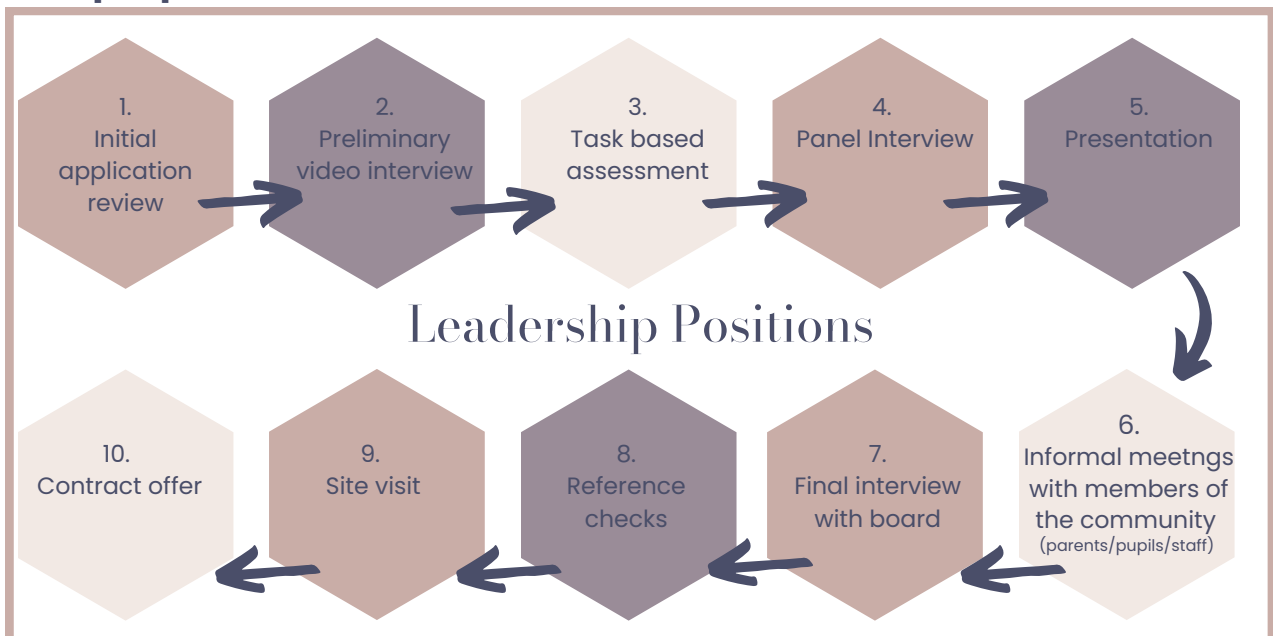 1.
Initial
application
review
2.
Preliminary
video interview
3.
Task based
assessment
4.
Panel Interview
5.
Presentation
Leadership Positions
6.
Informal meetngs
with members of
the community
(parents/pupils/staff)
7.
Final interview
with board
8.
Reference
checks
9.
Site visit
10.
Contract offer